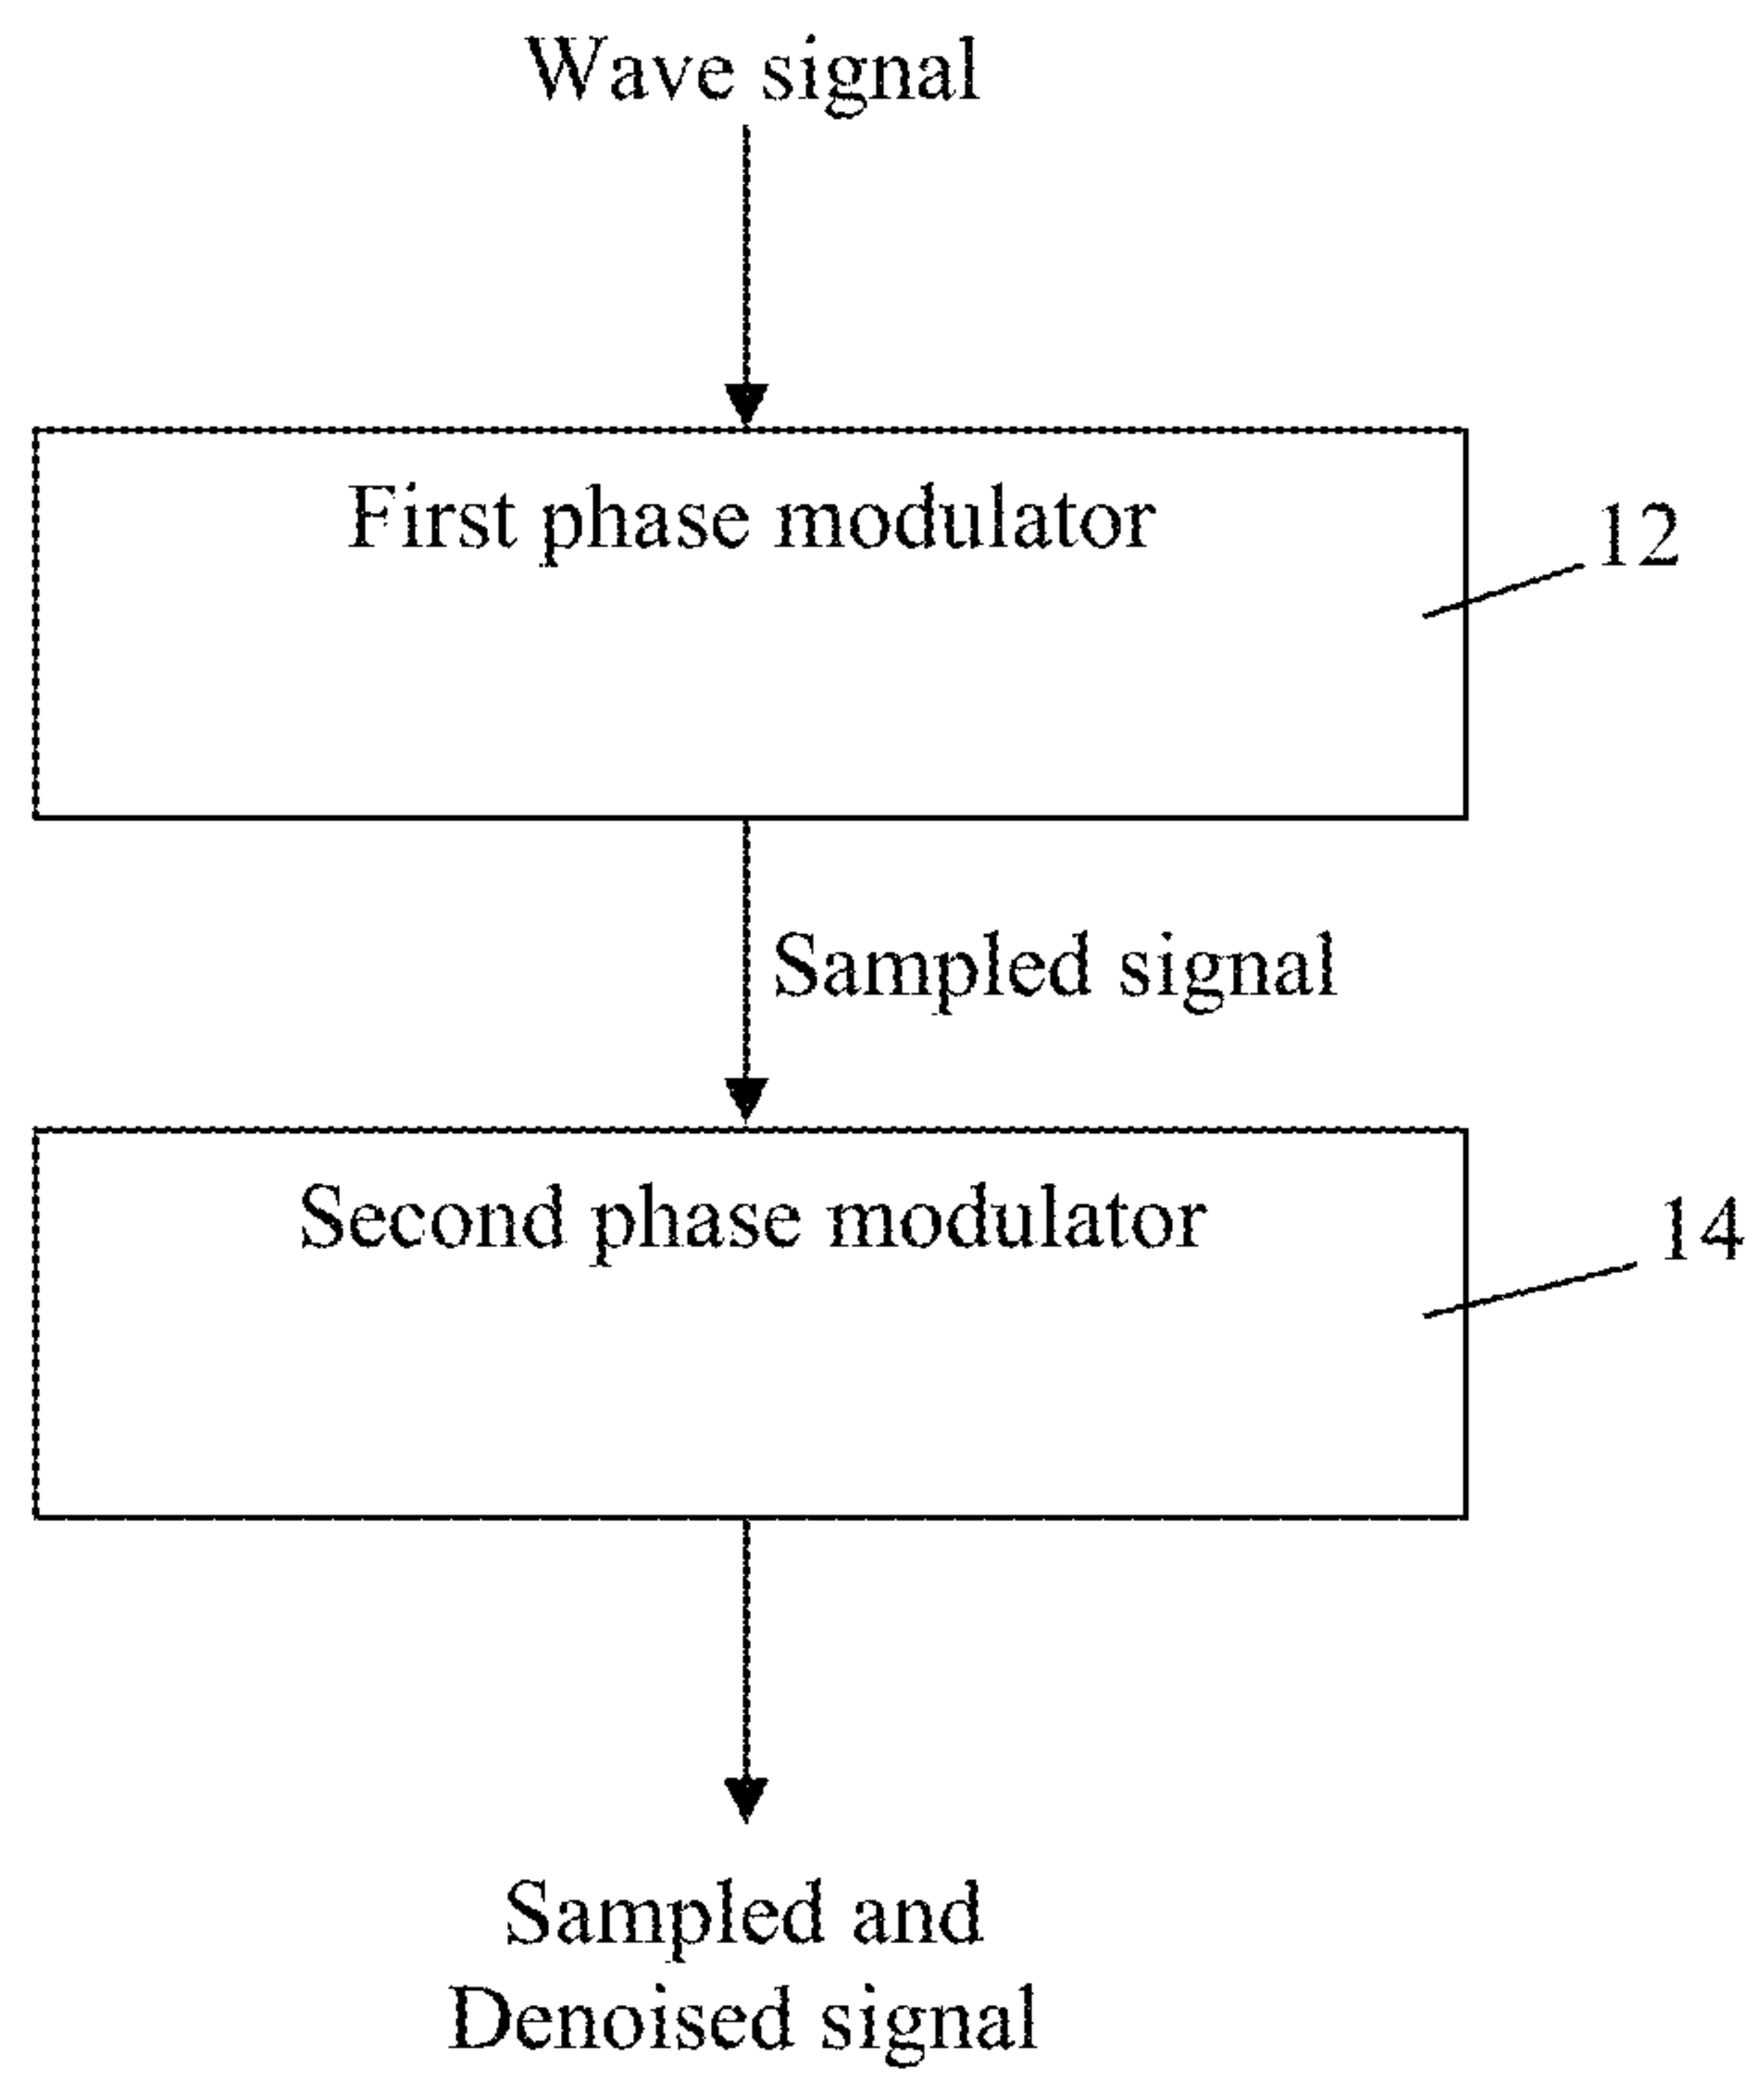 Wave signal
First phase modulator
12
Sampled signal
Second phase modulator
14
Sampled and
Denoised signal